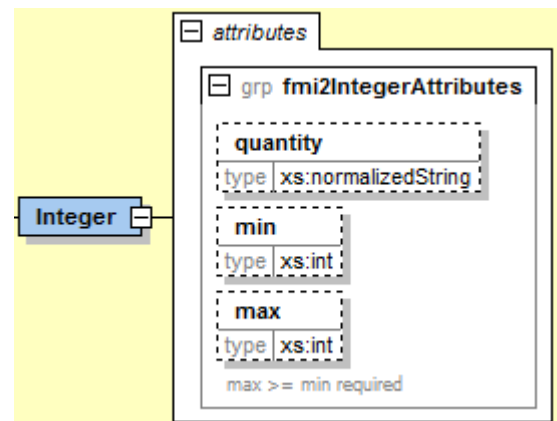 attributes
grp fmi2IntegerAttributes
quantity
type xs:normalizedString
Integer
min
type xs:int
max
type xs:int
max >= min required